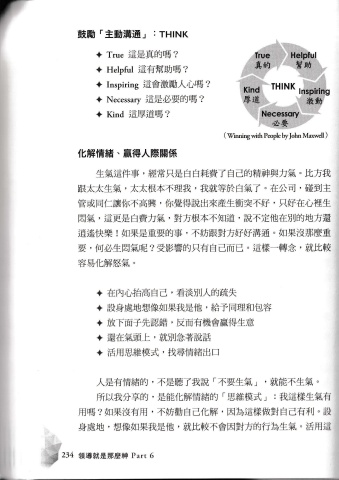 鼓勵「主動溝通」：THINK
✦ True 這是真的嗎？
✦ Helpful 這有幫助嗎？
✦ Inspiring 這會激勵人心嗎？
✦ Necessary 這是必要的嗎？
✦ Kind 這厚道嗎？
True
真的
Helpful
幫助
Kind
厚道
THINK
Inspiring
激勵
Necessary
必要
（Winning with People by John Maxwell）
化解情緒、贏得人際關係
生氣這件事，經常只是白白耗費了自己的精神與力氣。比方我
跟太太生氣，太太根本不理我，我就等於白氣了。在公司，碰到主
管或同仁讓你不高興，你覺得說出來產生衝突不好，只好在心裡生
悶氣，這更是白費力氣，對方根本不知道，說不定他在別的地方還
逍遙快樂！如果是重要的事，不妨跟對方好好溝通。如果沒那麼重
要，何必生悶氣呢？受影響的只有自己而已。這樣一轉念，就比較
容易化解怒氣。
✦ 在內心抬高自己，看淡別人的疏失
✦ 設身處地想像如果我是他，給予同理和包容
✦ 放下面子先認錯，反而有機會贏得生意
✦ 還在氣頭上，就別急著說話
✦ 活用思維模式，找尋情緒出口
人是有情緒的，不是聽了我說「不要生氣」，就能不生氣。
所以我分享的，是能化解情緒的「思維模式」：我這樣生氣有
用嗎？如果沒有用，不妨勸自己化解，因為這樣做對自己有利。設
身處地，想像如果我是他，就比較不會因對方的行為生氣。活用這
234 領導就是那麼神 Part 6